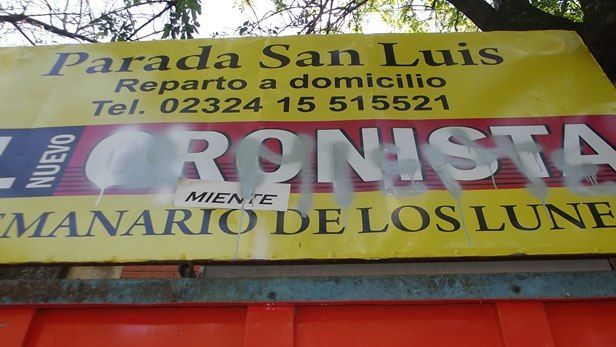 Parada San Luis
Reparto a domicilio
Tel. 02324 15 515521
NUEVO CRONISTA
MIENTE
EMANARIO DE LOS LUNE